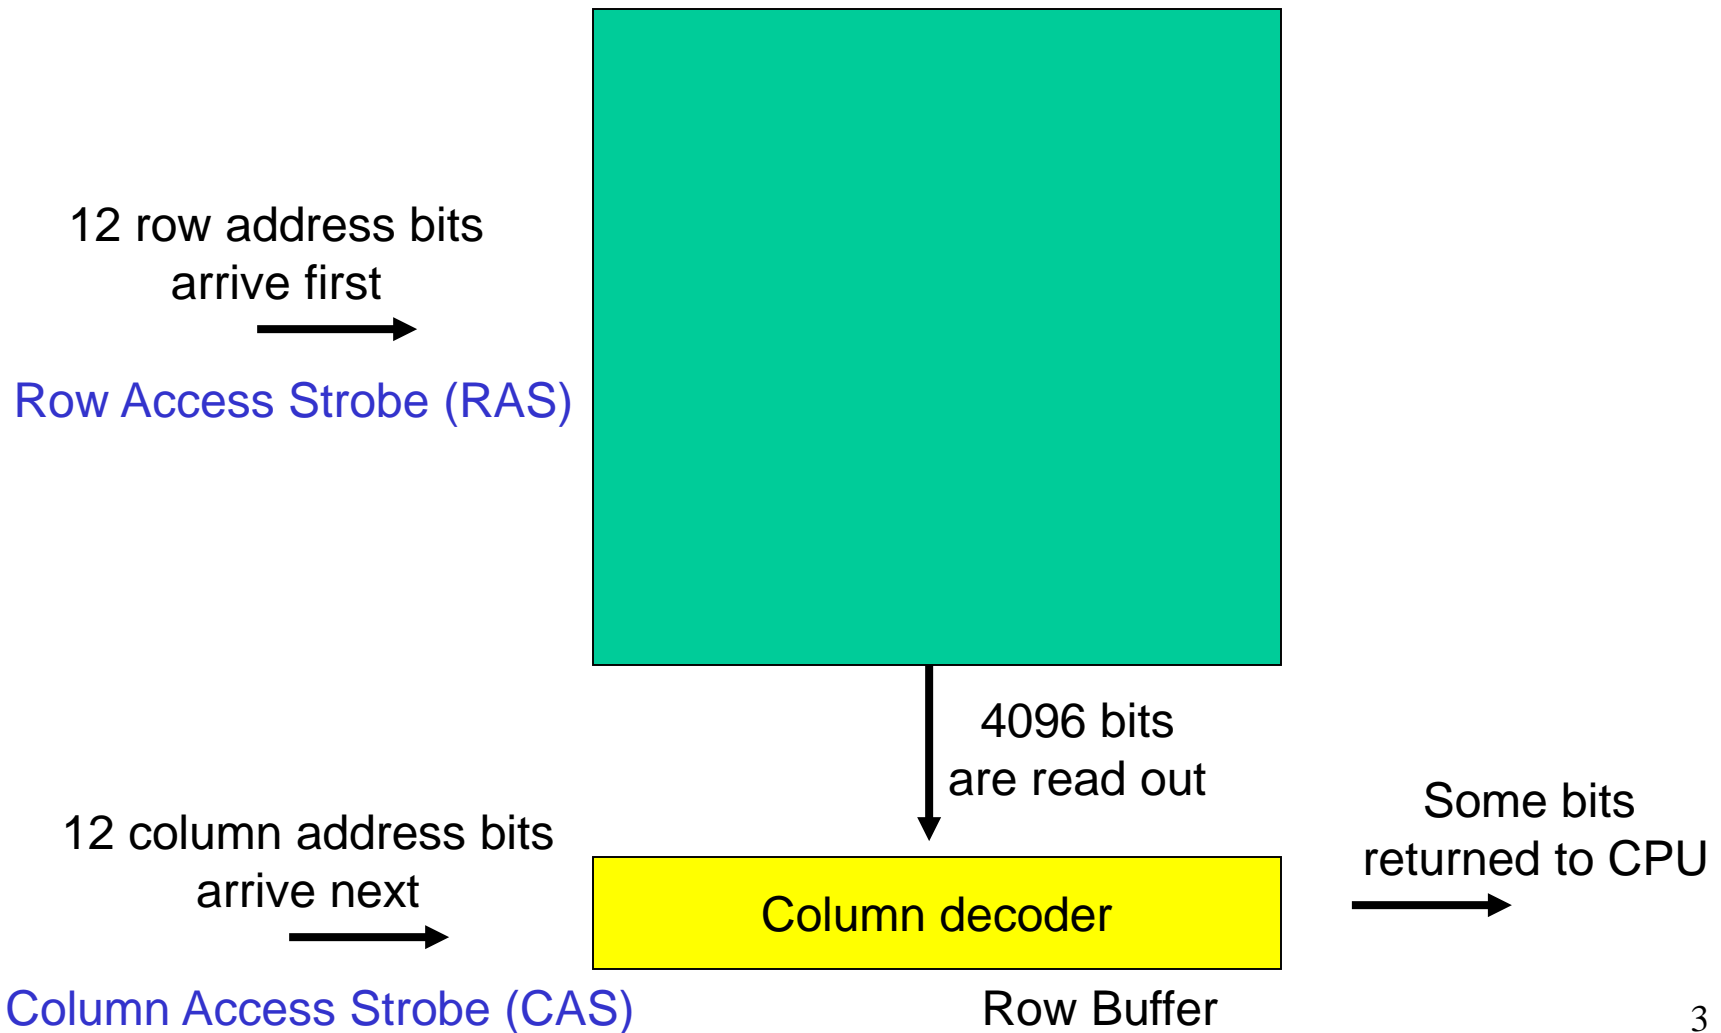 12 row address bits
arrive first
Row Access Strobe (RAS)
4096 bits
are read out
12 column address bits
arrive next
Column Access Strobe (CAS)
Column decoder
Row Buffer
Some bits
returned to CPU
3